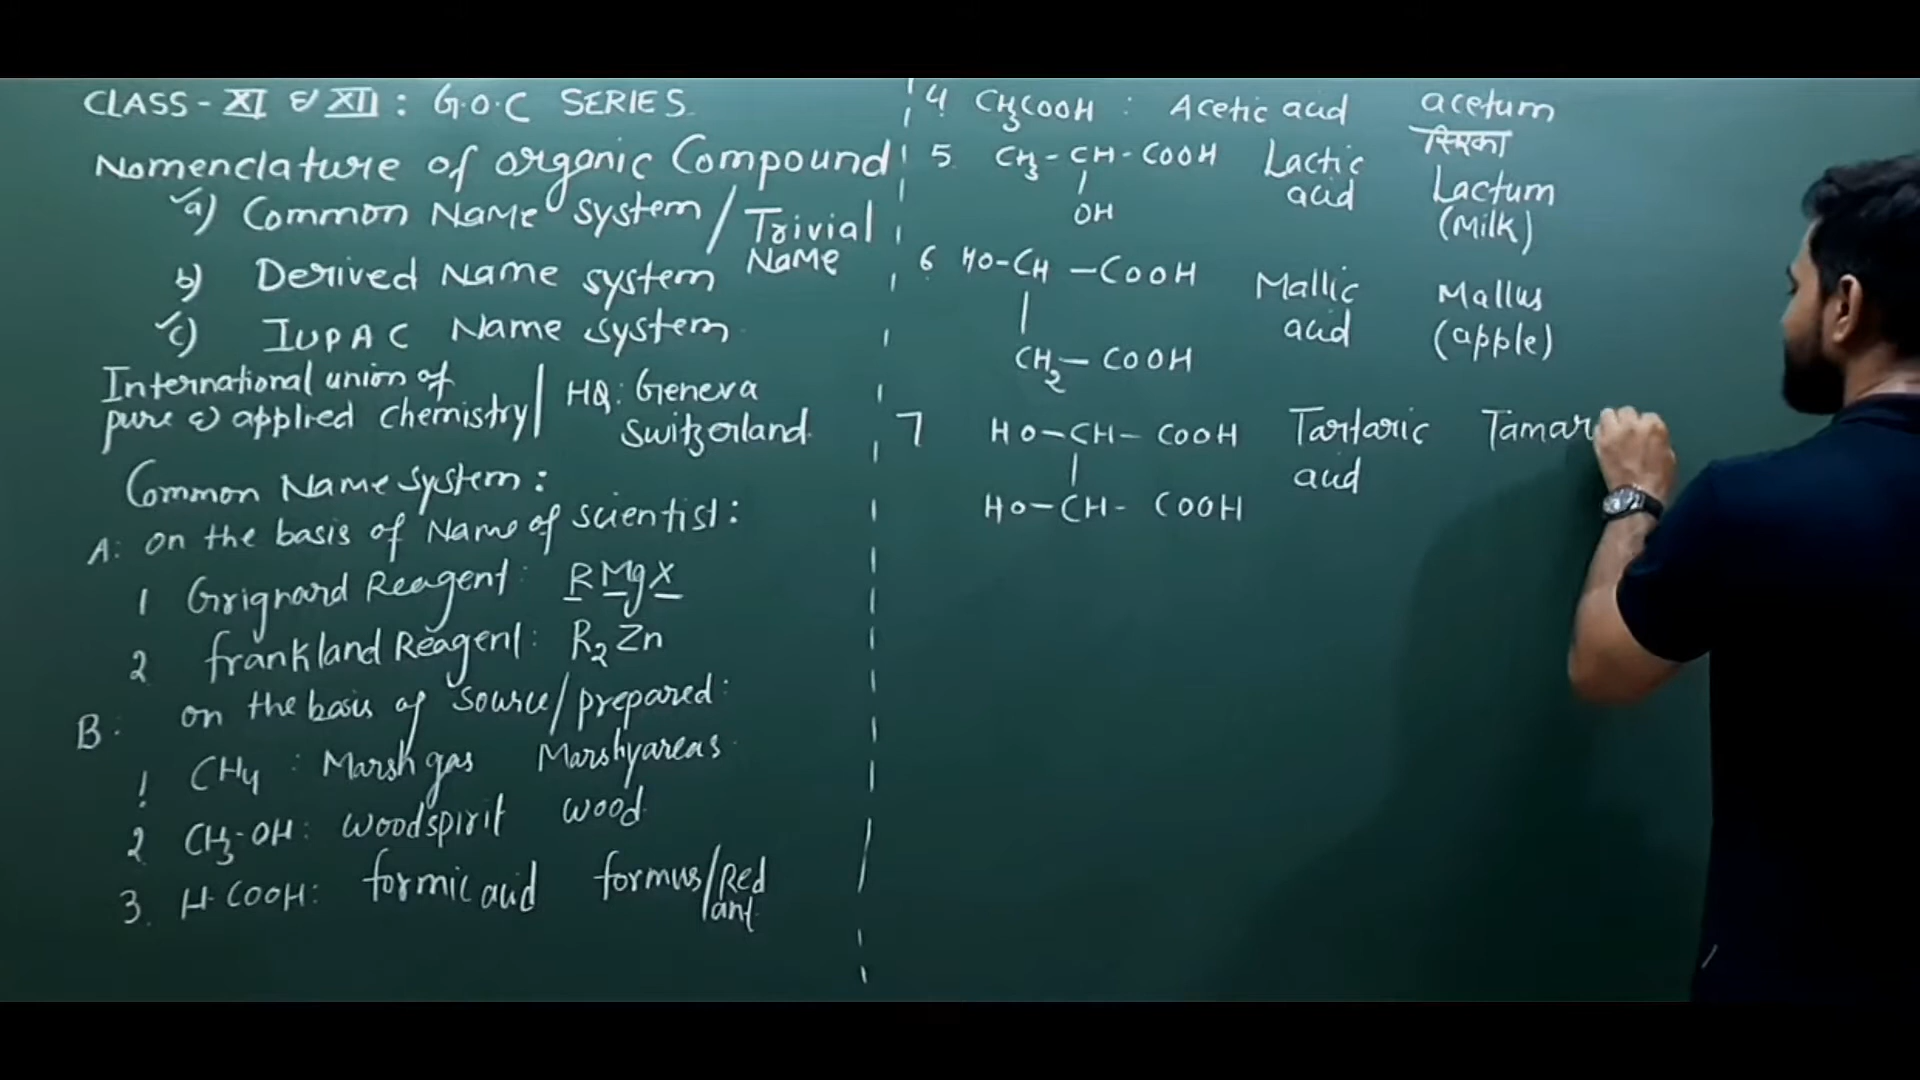 CLASS - XI & XII : G.O.C SERIES
Nomenclature of organic Compound
a) Common Name system / Trivial Name
b) Derived Name system
c) IUPAC Name system
International union of
pure & applied chemistry | HQ: Geneva
Switzerland
Common Name system :
A: on the basis of Name of scientist :
1 Grignard Reagent : RMgX
2 frankland Reagent : R2Zn
B: on the basis of source/prepared :
1 CH4 : Marsh gas Marshyareas
2 CH3-OH : woodspirit wood
3. H-COOH : formic acid formus/Red
ant
4 CH3COOH : Acetic acid acetum
सिरका
5. CH3-CH-COOH Lactic Lactum
acid (Milk)
OH
6 HO-CH-COOH Mallic Mallus
acid (apple)
CH2-COOH
7 HO-CH-COOH Tartaric Tamar
acid
HO-CH-COOH